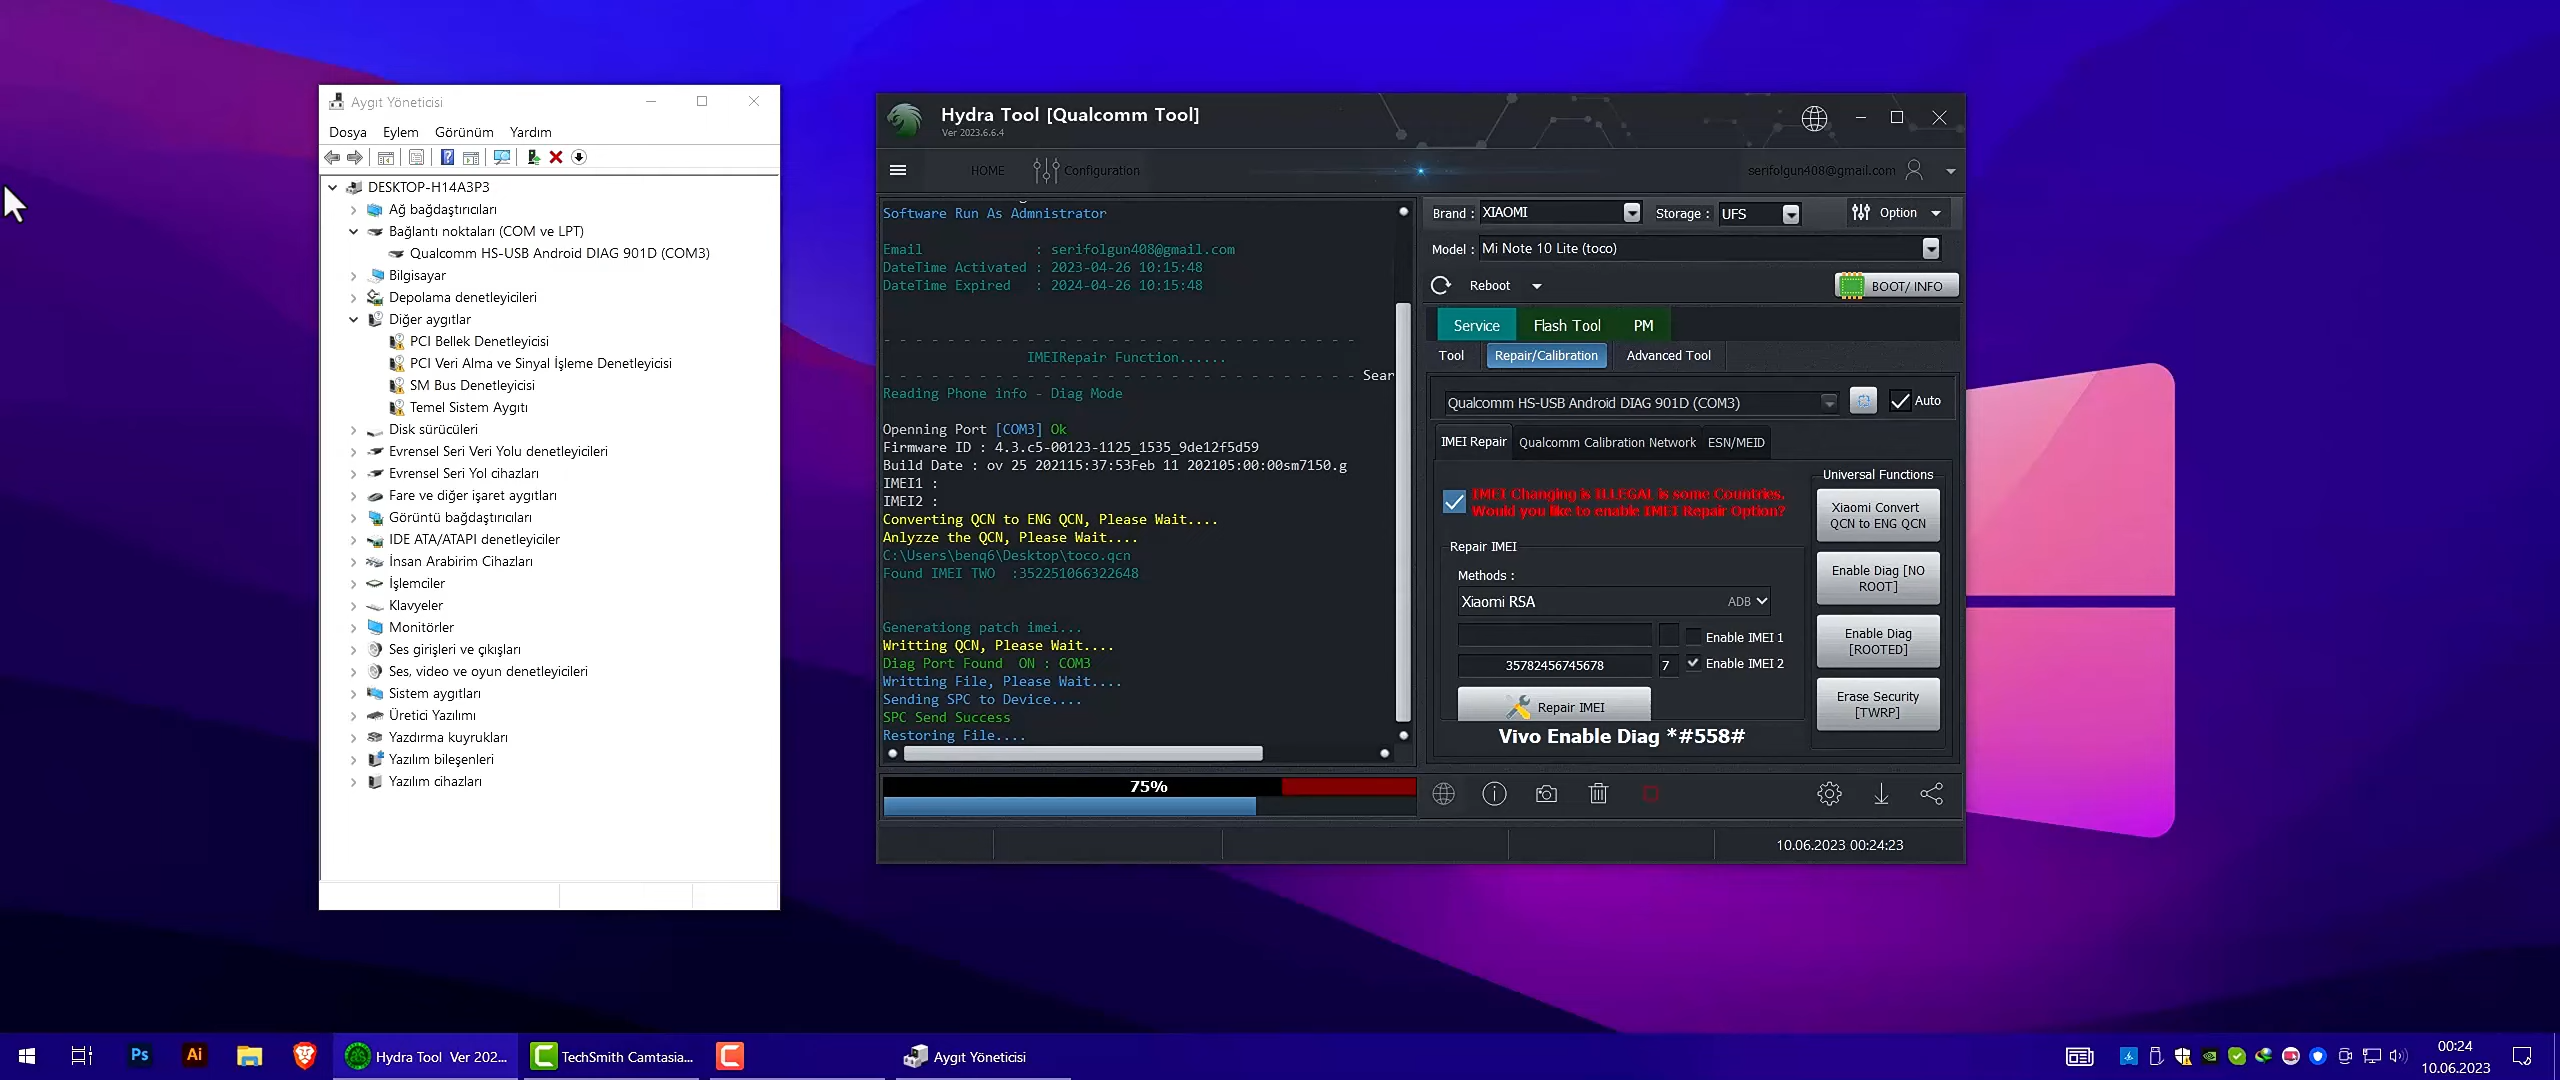 Aygıt Yöneticisi
Dosya Eylem Görünüm Yardım
DESKTOP-H14A3P3
Ağ bağdaştırıcıları
Bağlantı noktaları (COM ve LPT)
Qualcomm HS-USB Android DIAG 901D (COM3)
Bilgisayar
Depolama denetleyicileri
Diğer aygıtlar
PCI Bellek Denetleyicisi
PCI Veri Alma ve Sinyal İşleme Denetleyicisi
SM Bus Denetleyicisi
Temel Sistem Aygıtı
Disk sürücüleri
Evrensel Seri Veri Yolu denetleyicileri
Evrensel Seri Yol cihazları
Fare ve diğer işaret aygıtları
Görüntü bağdaştırıcıları
IDE ATA/ATAPI denetleyiciler
İnsan Arabirim Cihazları
İşlemciler
Klavyeler
Monitörler
Ses girişleri ve çıkışları
Ses, video ve oyun denetleyicileri
Sistem aygıtları
Üretici Yazılımı
Yazdırma kuyrukları
Yazılım bileşenleri
Yazılım cihazları
Hydra Tool [Qualcomm Tool]
Ver 2023.6.6.4
HOME Configuration serifolgun408@gmail.com
Software Run As Admnistrator
Email : serifolgun408@gmail.com
DateTime Activated : 2023-04-26 10:15:48
DateTime Expired : 2024-04-26 10:15:48
- - - - - - - - - - - - - - - - - - - - - - - - - - - - - -
IMEIRepair Function......
- - - - - - - - - - - - - - - - - - - - - - - - - - - - - - Sear
Reading Phone info - Diag Mode
Openning Port [COM3] Ok
Firmware ID : 4.3.c5-00123-1125_1535_9de12f5d59
Build Date : ov 25 202115:37:53Feb 11 202105:00:00sm7150.g
IMEI1 :
IMEI2 :
Converting QCN to ENG QCN, Please Wait....
Anlyzze the QCN, Please Wait....
C:\Users\benq6\Desktop\toco.qcn
Found IMEI TWO :352251066322648
Generationg patch imei...
Writting QCN, Please Wait....
Diag Port Found ON : COM3
Writting File, Please Wait....
Sending SPC to Device....
SPC Send Success
Restoring File....
75%
Brand : XIAOMI Storage : UFS Option
Model : Mi Note 10 Lite (toco)
Reboot BOOT/ INFO
Service Flash Tool PM
Tool Repair/Calibration Advanced Tool
Qualcomm HS-USB Android DIAG 901D (COM3) Auto
IMEI Repair Qualcomm Calibration Network ESN/MEID
IMEI Changing is ILLEGAL is some Countries.
Would you like to enable IMEI Repair Option?
Repair IMEI
Methods :
Xiaomi RSA ADB
Enable IMEI 1
35782456745678 7 Enable IMEI 2
Repair IMEI
Vivo Enable Diag *#558#
Universal Functions
Xiaomi Convert
QCN to ENG QCN
Enable Diag [NO
ROOT]
Enable Diag
[ROOTED]
Erase Security
[TWRP]
10.06.2023 00:24:23
Ps Ai Hydra Tool Ver 202... TechSmith Camtasia... Aygıt Yöneticisi
00:24
10.06.2023